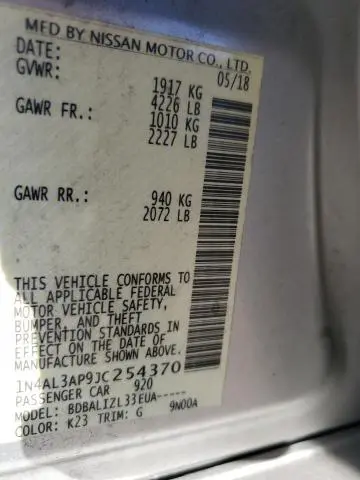 MFD BY NISSAN MOTOR CO., LTD.
DATE: 05/18
GVWR: 1917 KG
4226 LB
GAWR FR.: 1010 KG
2227 LB
GAWR RR.: 940 KG
2072 LB
THIS VEHICLE CONFORMS TO
ALL APPLICABLE FEDERAL
MOTOR VEHICLE SAFETY,
BUMPER, AND THEFT
PREVENTION STANDARDS IN
EFFECT ON THE DATE OF
MANUFACTURE SHOWN ABOVE.
1N4AL3AP9JC254370
PASSENGER CAR 920
MODEL: BDBALIZL33EUA-----
COLOR: K23 TRIM: G 9N00A